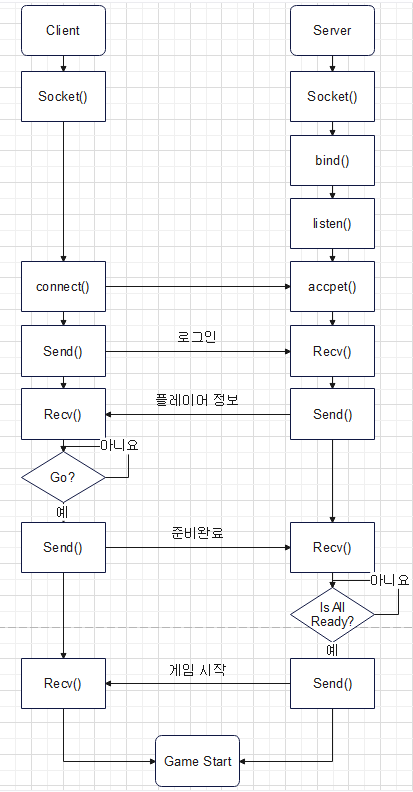 Client
Server
Socket()
Socket()
bind()
listen()
connect()
accpet()
Send()
로그인
Recv()
Recv()
플레이어 정보
Send()
아니요
Go?
예
Send()
준비완료
Recv()
아니요
Is All
Ready?
예
Recv()
게임 시작
Send()
Game Start